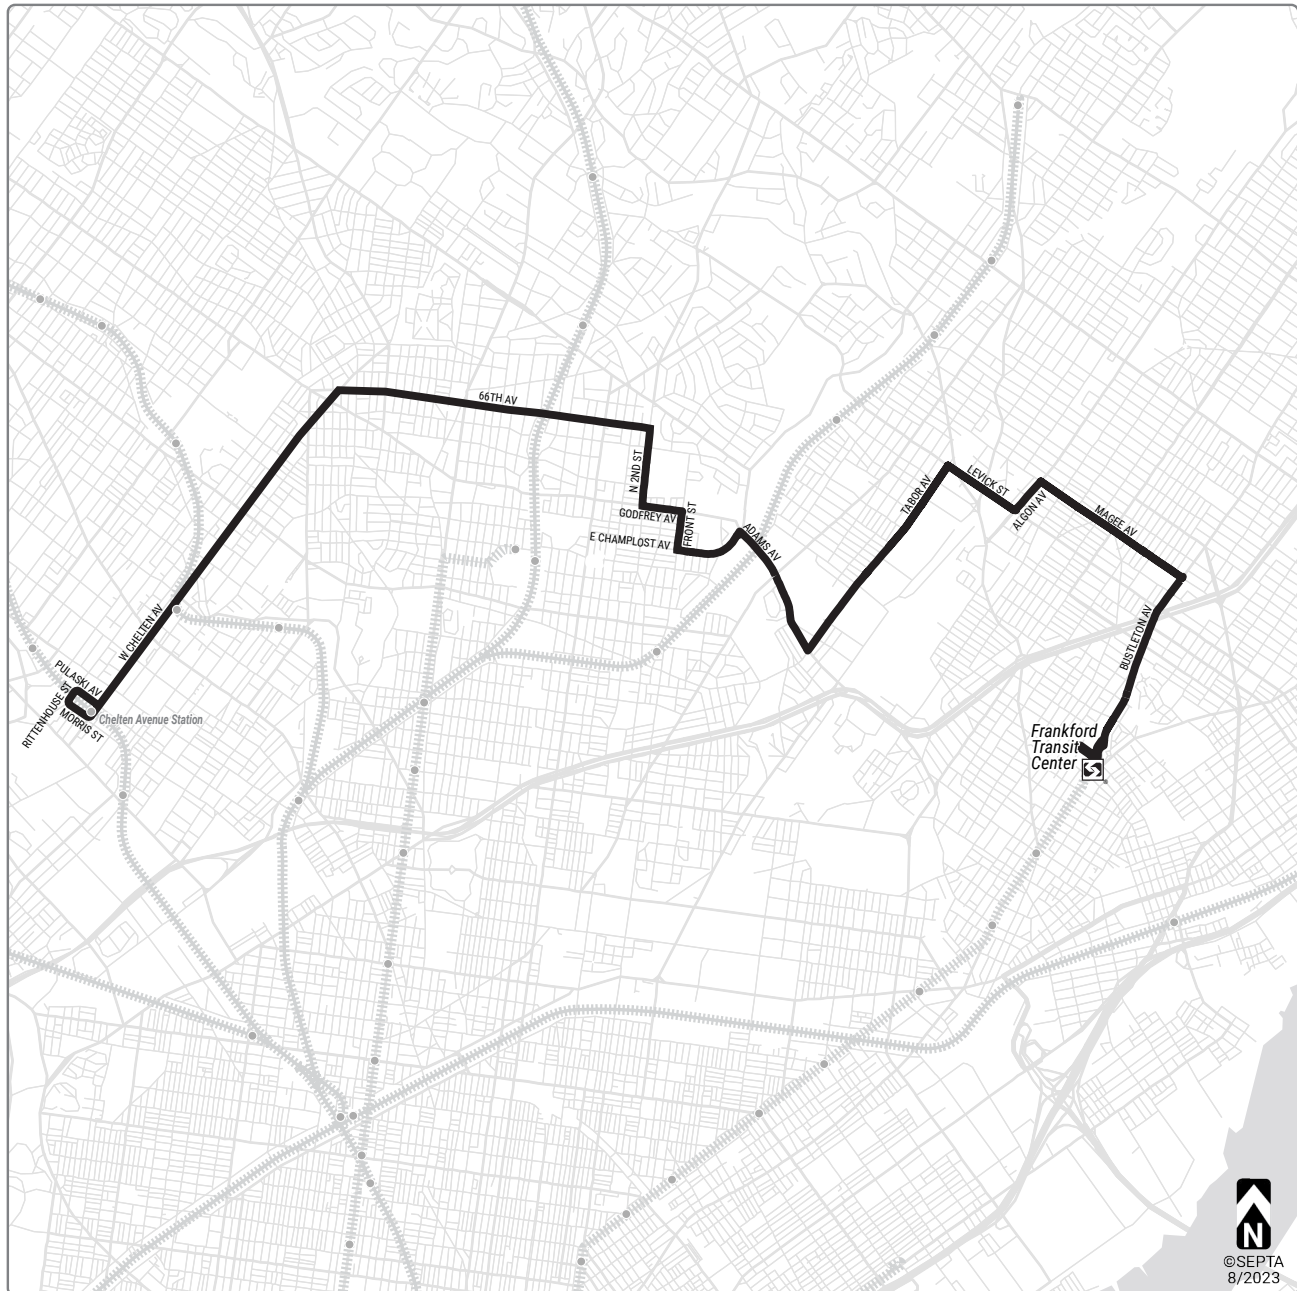 66TH AV
N 2ND ST
GODFREY AV
FRONT ST
E CHAMPLOST AV
ADAMS AV
TABOR AV
LEVICK ST
ALGON AV
MAGEE AV
BUSTLETON AV
W CHELTEN AV
PULASKI AV
RITTENHOUSE ST
MORRIS ST
Chelten Avenue Station
Frankford
Transit
Center
N
©SEPTA
8/2023